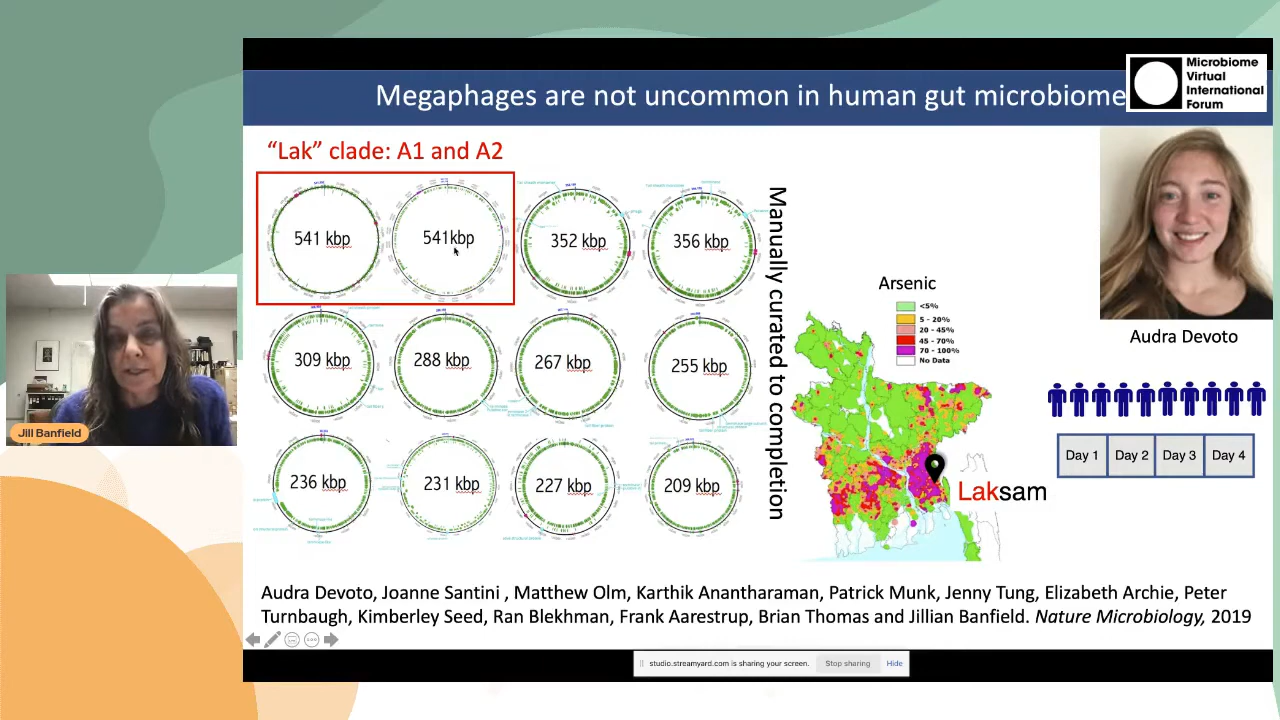 Megaphages are not uncommon in human gut microbiome
Microbiome
Virtual
International
Forum
“Lak” clade: A1 and A2
541 kbp
541kbp
352 kbp
356 kbp
309 kbp
288 kbp
267 kbp
255 kbp
236 kbp
231 kbp
227 kbp
209 kbp
Manually curated to completion
Arsenic
<5%
5 - 20%
20 - 45%
45 - 70%
70 - 100%
No Data
Laksam
Audra Devoto
Day 1 Day 2 Day 3 Day 4
Jill Banfield
Audra Devoto, Joanne Santini , Matthew Olm, Karthik Anantharaman, Patrick Munk, Jenny Tung, Elizabeth Archie, Peter
Turnbaugh, Kimberley Seed, Ran Blekhman, Frank Aarestrup, Brian Thomas and Jillian Banfield. Nature Microbiology, 2019
studio.streamyard.com is sharing your screen. Stop sharing Hide